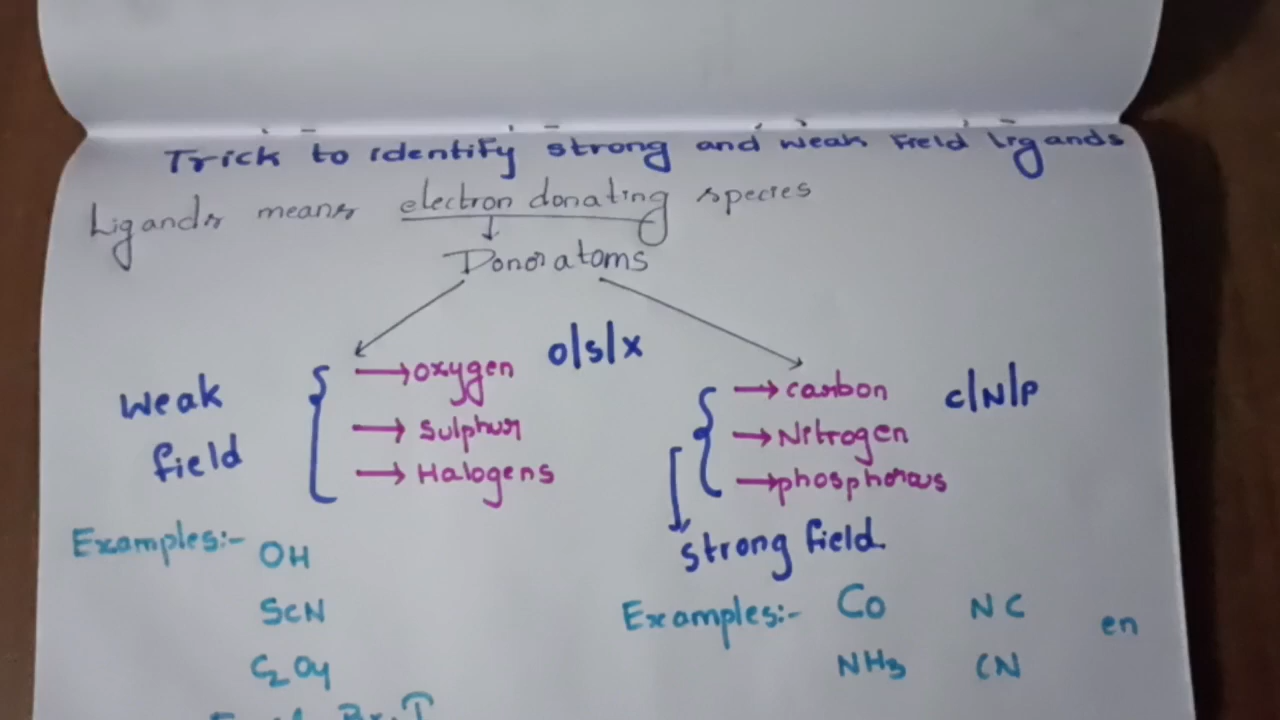 Trick to identify strong and weak field ligands
Ligands means electron donating species
Donor atoms
Weak
field
→ oxygen
→ Sulphur
→ Halogens
o|s|x
→ carbon
→ Nitrogen
→ phosphorous
c|N|p
strong field.
Examples:-
OH
SCN
C2O4
Examples:- Co NC en
NH3 CN
Br, I